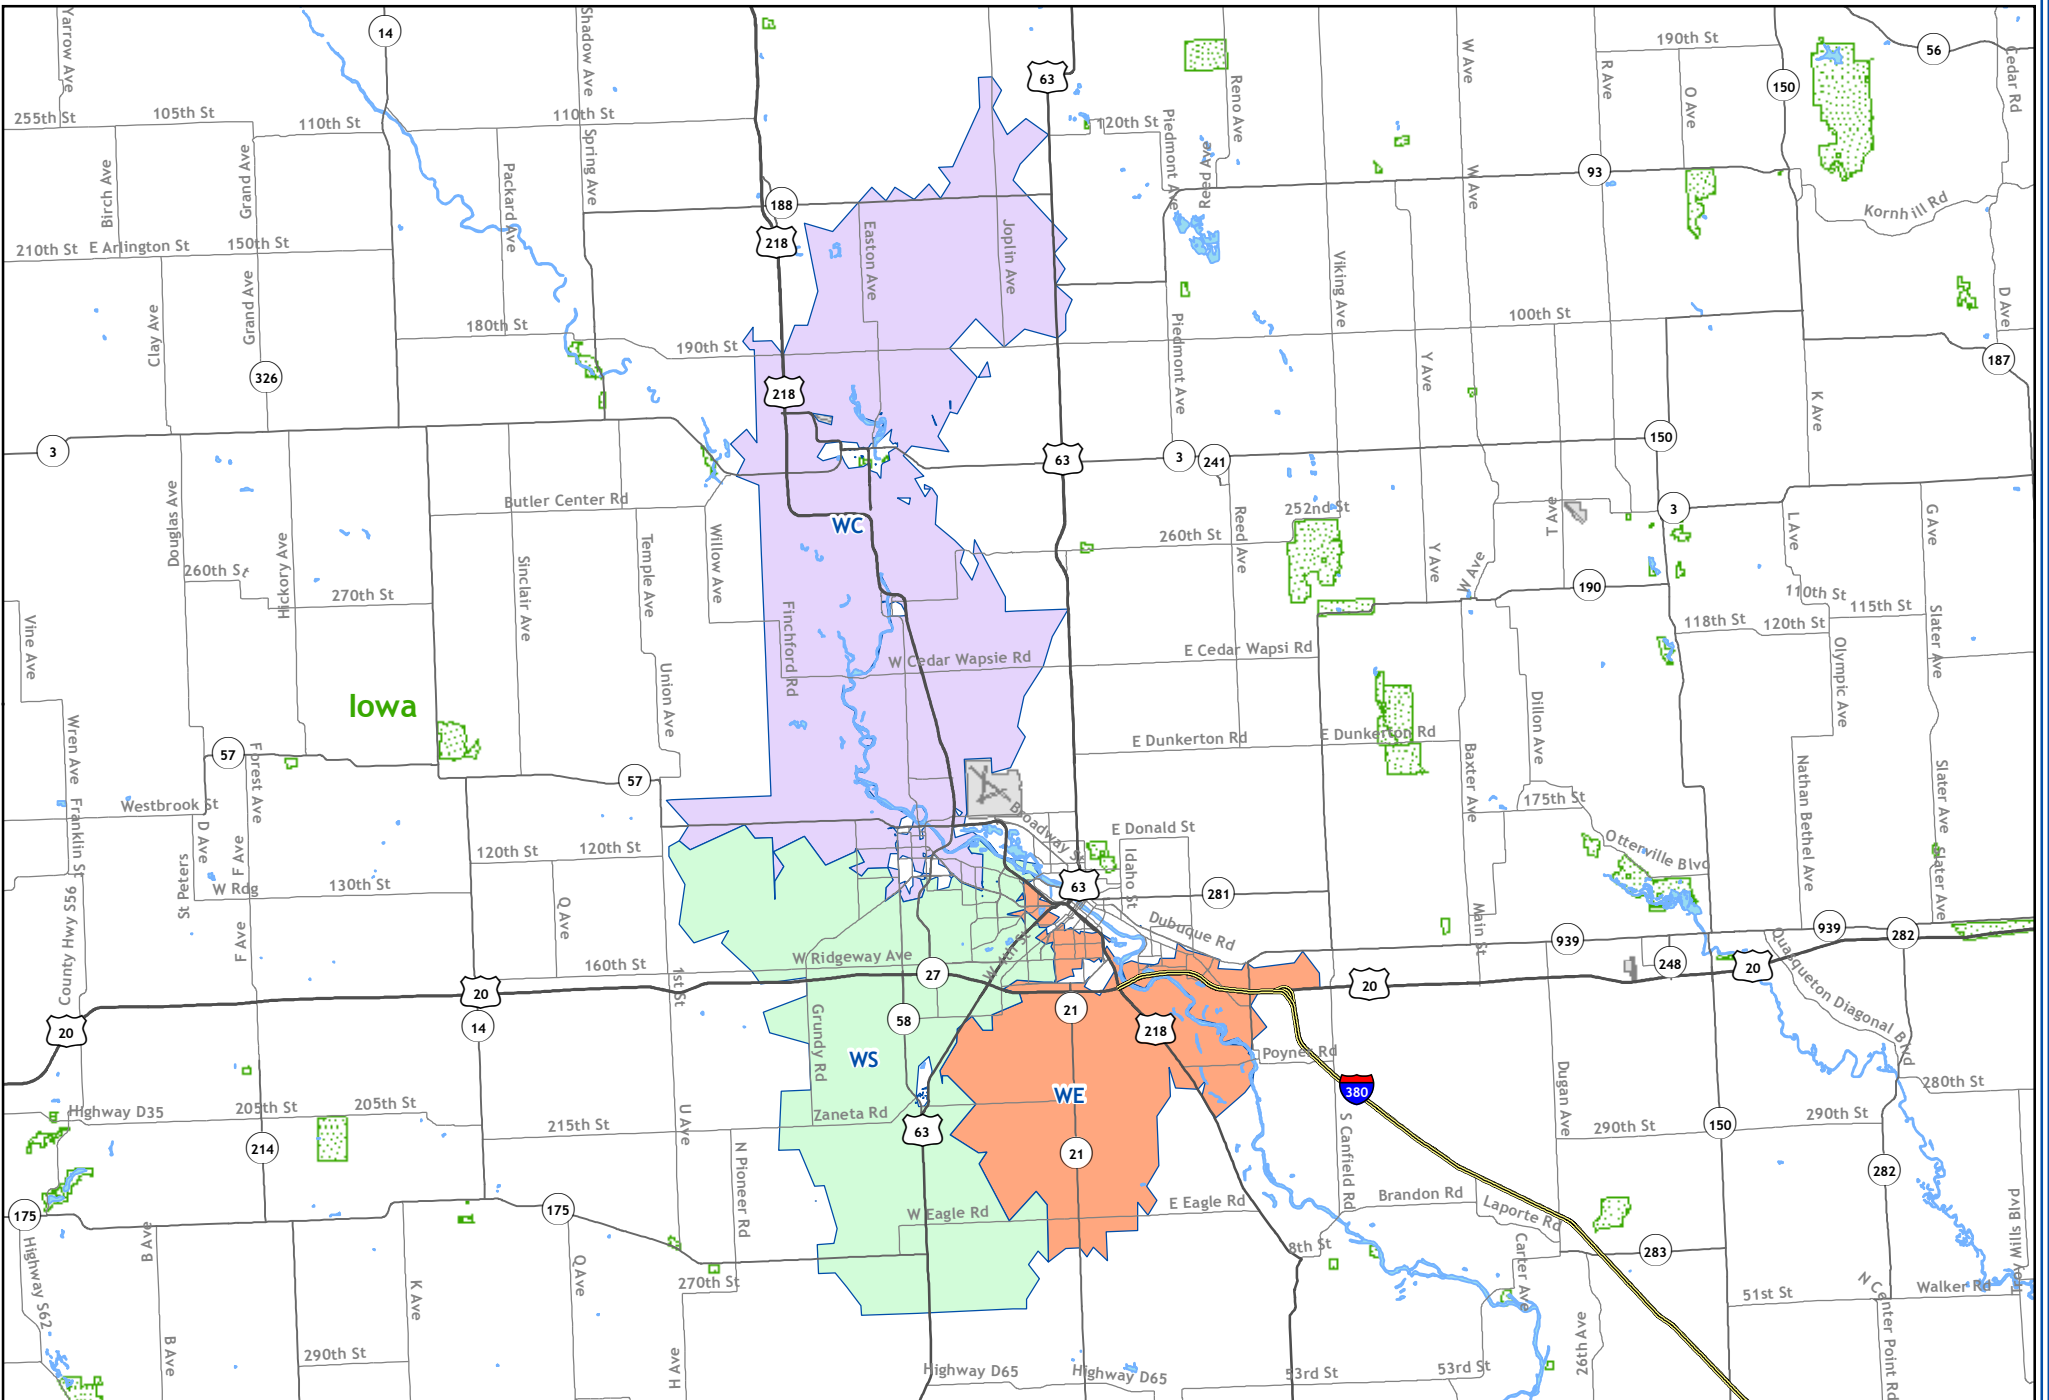 Yarrow Ave
14
Shadow Ave
63
W Ave
R Ave
190th St
56
Cedar Rd
150
O Ave
Reno Ave
255th St
105th St
110th St
110th St
120th St
Piedmont Ave
Reed Ave
Birch Ave
Grand Ave
Packard Ave
Spring Ave
188
218
Easton Ave
Joplin Ave
W Ave
93
Kornhill Rd
210th St
E Arlington St
150th St
Clay Ave
Grand Ave
Viking Ave
D Ave
180th St
190th St
Piedmont Ave
100th St
187
326
218
Y Ave
K Ave
3
63
3
241
150
Douglas Ave
Butler Center Rd
WC
252nd St
T Ave
3
L Ave
G Ave
Hickory Ave
260th St
270th St
Sinclair Ave
Temple Ave
Willow Ave
Reed Ave
260th St
Y Ave
W Ave
190
110th St
115th St
118th St
120th St
Vine Ave
Finchford Rd
W Cedar Wapsie Rd
E Cedar Wapsi Rd
Olympic Ave
Slater Ave
Iowa
Union Ave
Wren Ave
57
Forest Ave
57
E Dunkerton Rd
E Dunkerton Rd
Dillon Ave
Baxter Ave
Nathan Bethel Ave
Slater Ave
Westbrook St
Franklin St
D Ave
F Ave
120th St
120th St
Broadway St
E Donald St
175th St
Otterville Blvd
Idaho St
Slater Ave
St Peters
W Rdg
130th St
County Hwy S56
F Ave
Q Ave
63
281
Main St
Dubuque Rd
939
939
282
160th St
1st St
W Ridgeway Ave
W 4th St
27
20
20
248
20
Quasqueton Diagonal Blvd
20
14
Grundy Rd
58
21
218
WS
WE
Poyner Rd
380
Dugan Ave
280th St
Highway D35
205th St
205th St
215th St
U Ave
Zaneta Rd
63
S Canfield Rd
290th St
150
290th St
214
N Pioneer Rd
21
282
175
175
W Eagle Rd
E Eagle Rd
Brandon Rd
Laporte Rd
Troy Mills Blvd
Highway S62
B Ave
K Ave
Q Ave
270th St
8th St
Carter Ave
283
N Center Point Rd
51st St
Walker Rd
B Ave
290th St
H Ave
Highway D65
Highway D65
53rd St
53rd St
26th Ave